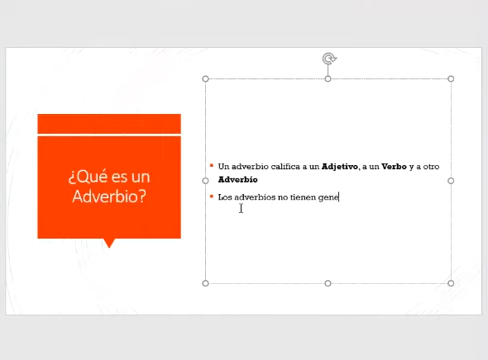 ¿Qué es un
Adverbio?
Un adverbio califica a un Adjetivo, a un Verbo y a otro
Adverbio
Los adverbios no tienen gene